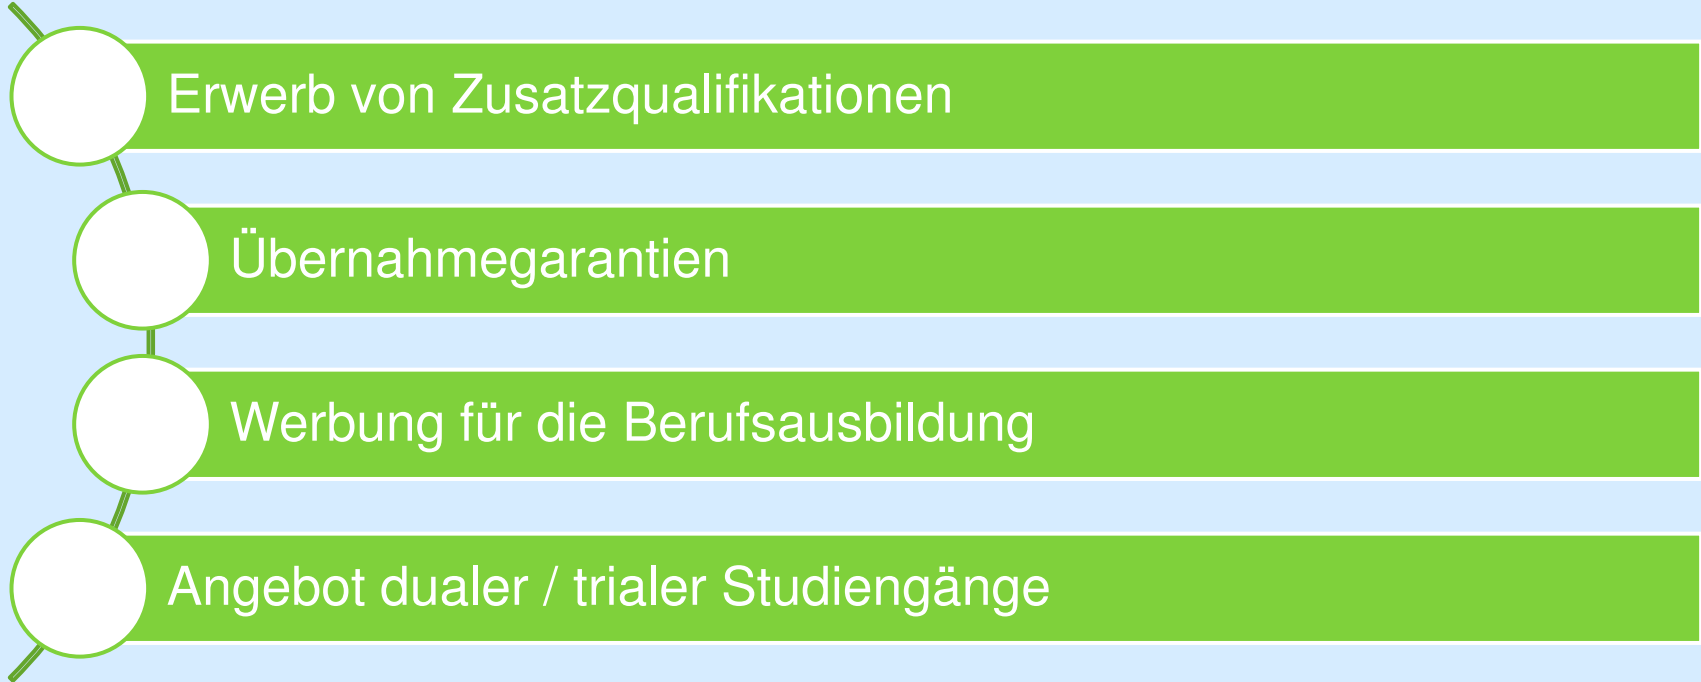 Erwerb von Zusatzqualifikationen
Übernahmegarantien
Werbung für die Berufsausbildung
Angebot dualer / trialer Studiengänge